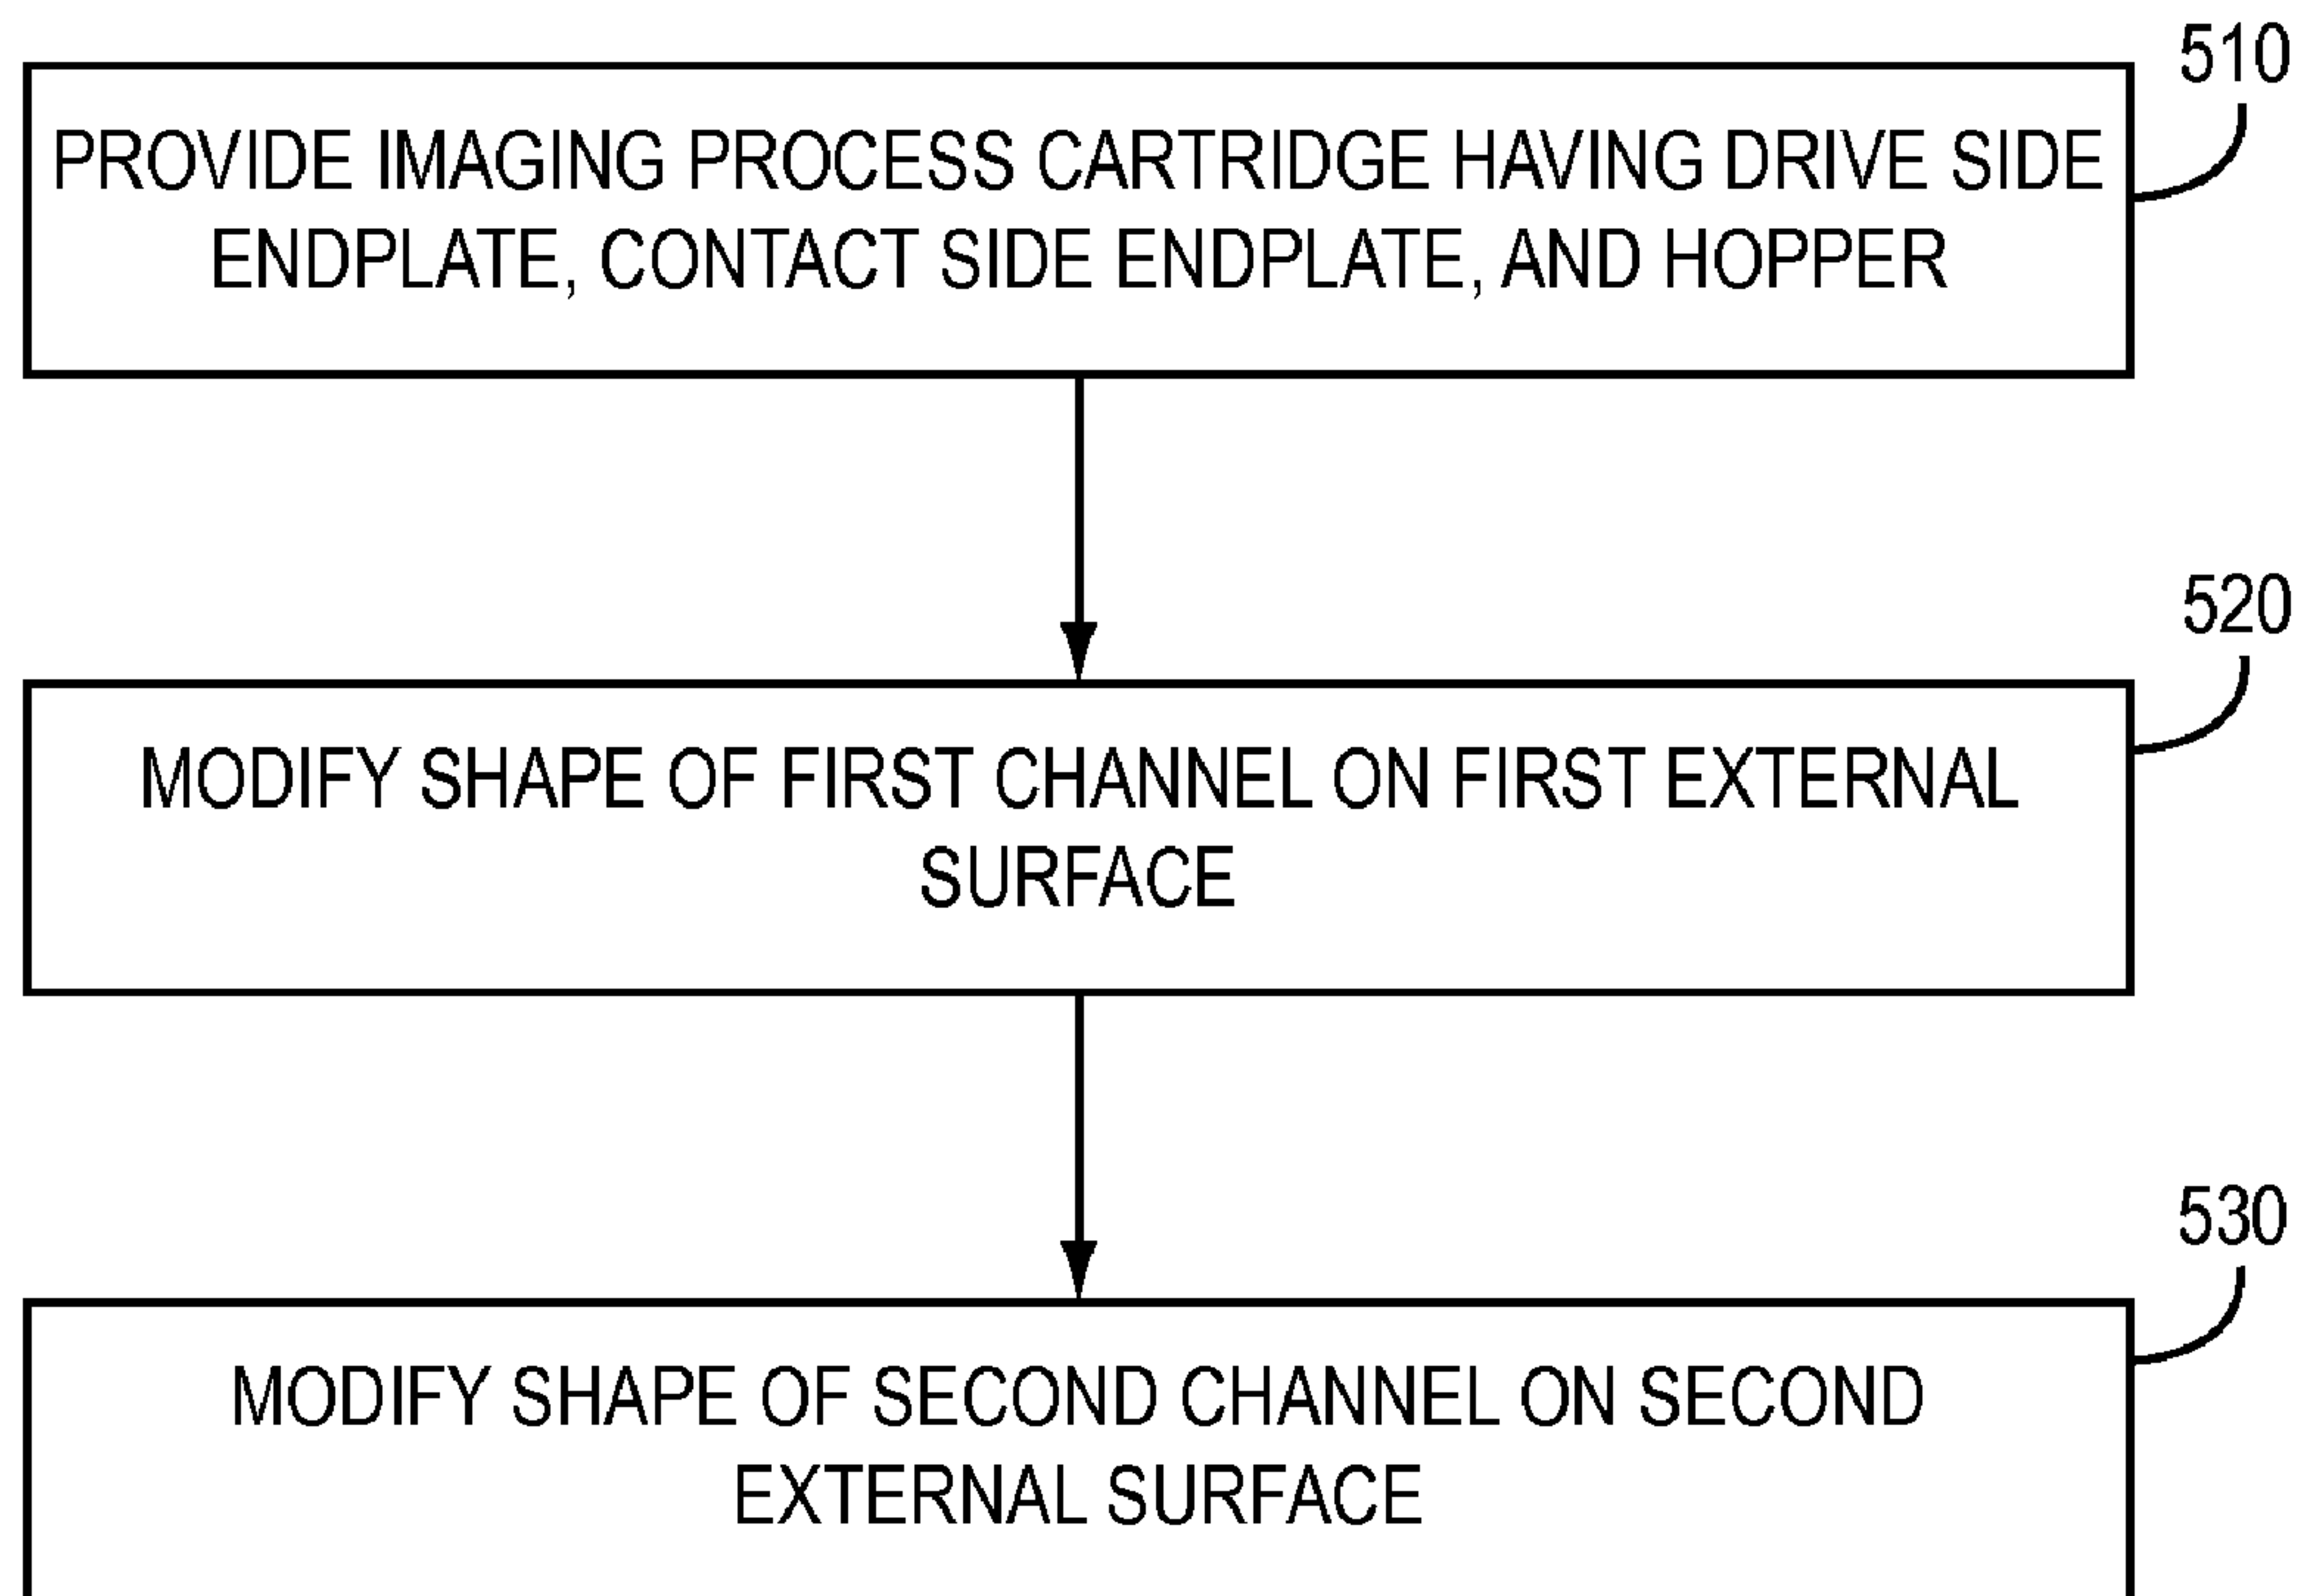 510
PROVIDE IMAGING PROCESS CARTRIDGE HAVING DRIVE SIDE
ENDPLATE, CONTACT SIDE ENDPLATE, AND HOPPER
520
MODIFY SHAPE OF FIRST CHANNEL ON FIRST EXTERNAL
SURFACE
530
MODIFY SHAPE OF SECOND CHANNEL ON SECOND
EXTERNAL SURFACE